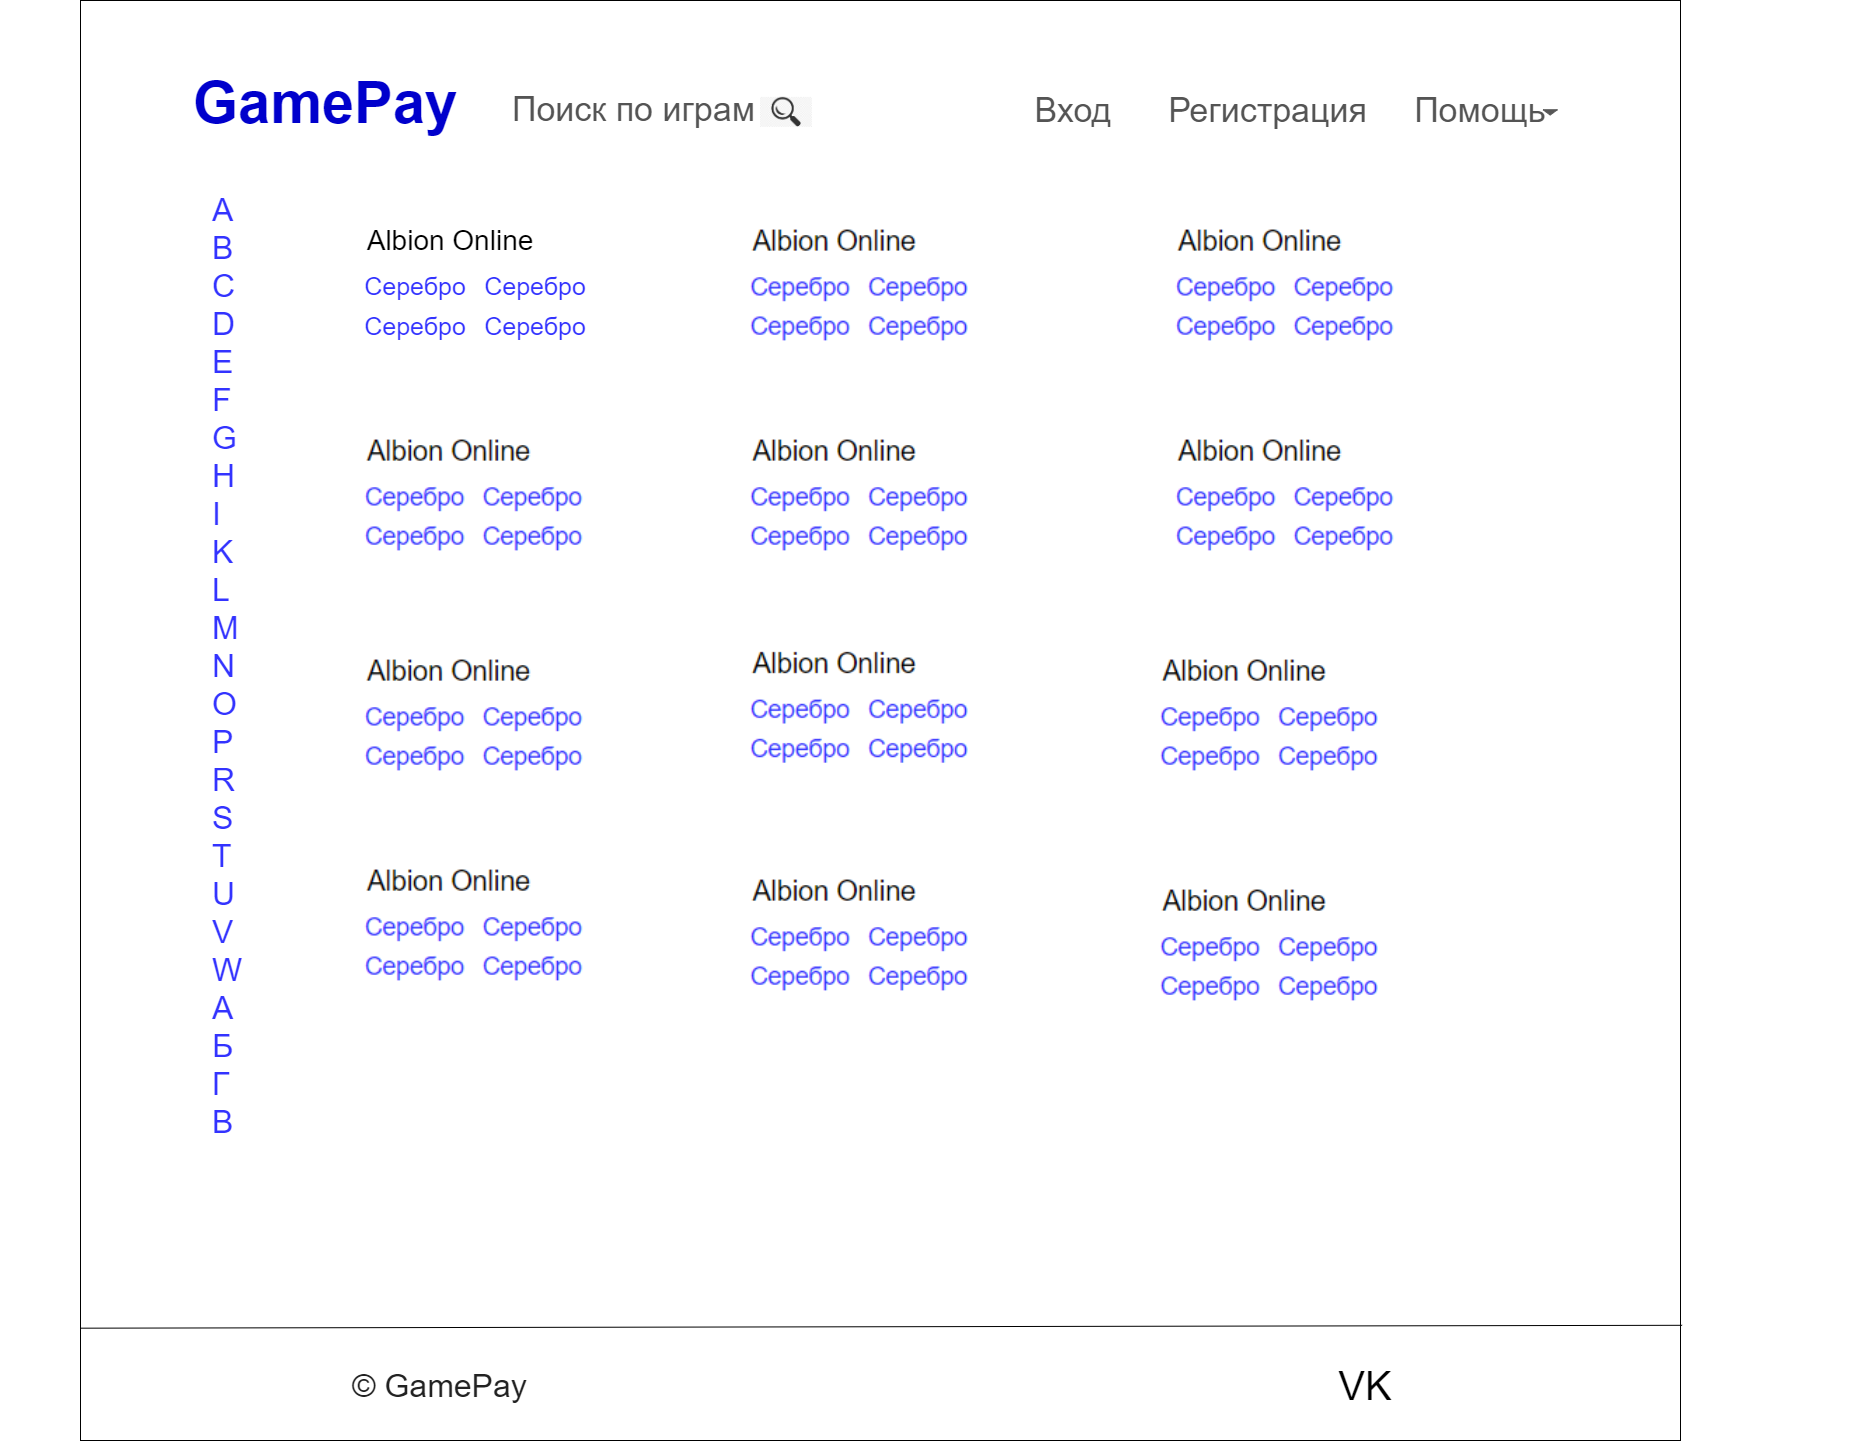 GamePay Поиск по играм Вход Регистрация Помощь
A
B
C
D
E
F
G
H
I
K
L
M
N
O
P
R
S
T
U
V
W
А
Б
Г
В
Albion Online Albion Online Albion Online
Серебро Серебро Серебро Серебро Серебро Серебро
Серебро Серебро Серебро Серебро Серебро Серебро
Albion Online Albion Online Albion Online
Серебро Серебро Серебро Серебро Серебро Серебро
Серебро Серебро Серебро Серебро Серебро Серебро
Albion Online Albion Online Albion Online
Серебро Серебро Серебро Серебро Серебро Серебро
Серебро Серебро Серебро Серебро Серебро Серебро
Albion Online Albion Online Albion Online
Серебро Серебро Серебро Серебро Серебро Серебро
Серебро Серебро Серебро Серебро Серебро Серебро
© GamePay VK